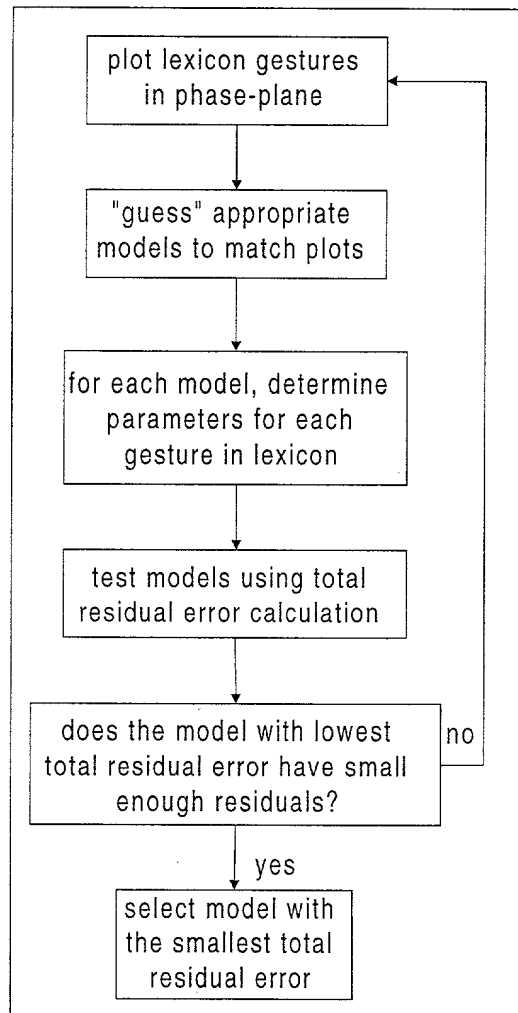 plot lexicon gestures
in phase-plane
"guess" appropriate
models to match plots
for each model, determine
parameters for each
gesture in lexicon
test models using total
residual error calculation
does the model with lowest
total residual error have small
enough residuals?
no
yes
select model with
the smallest total
residual error